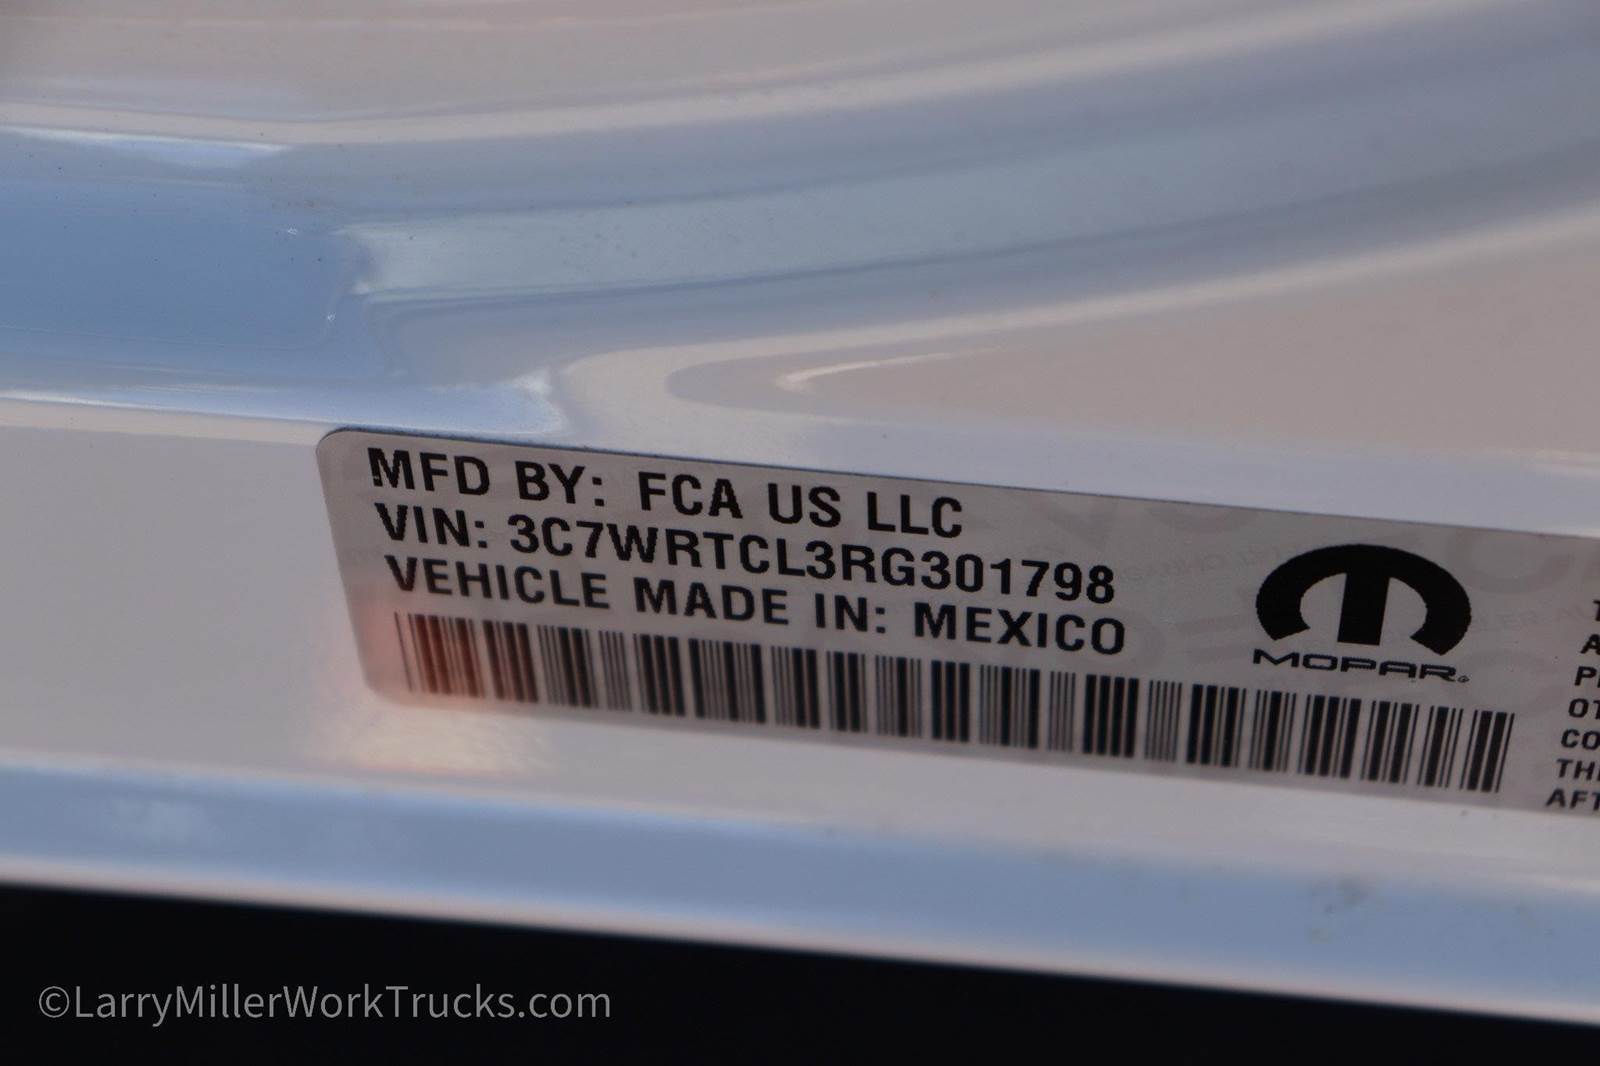 MFD BY: FCA US LLC
VIN: 3C7WRTCL3RG301798
VEHICLE MADE IN: MEXICO
MOPAR
©LarryMillerWorkTrucks.com